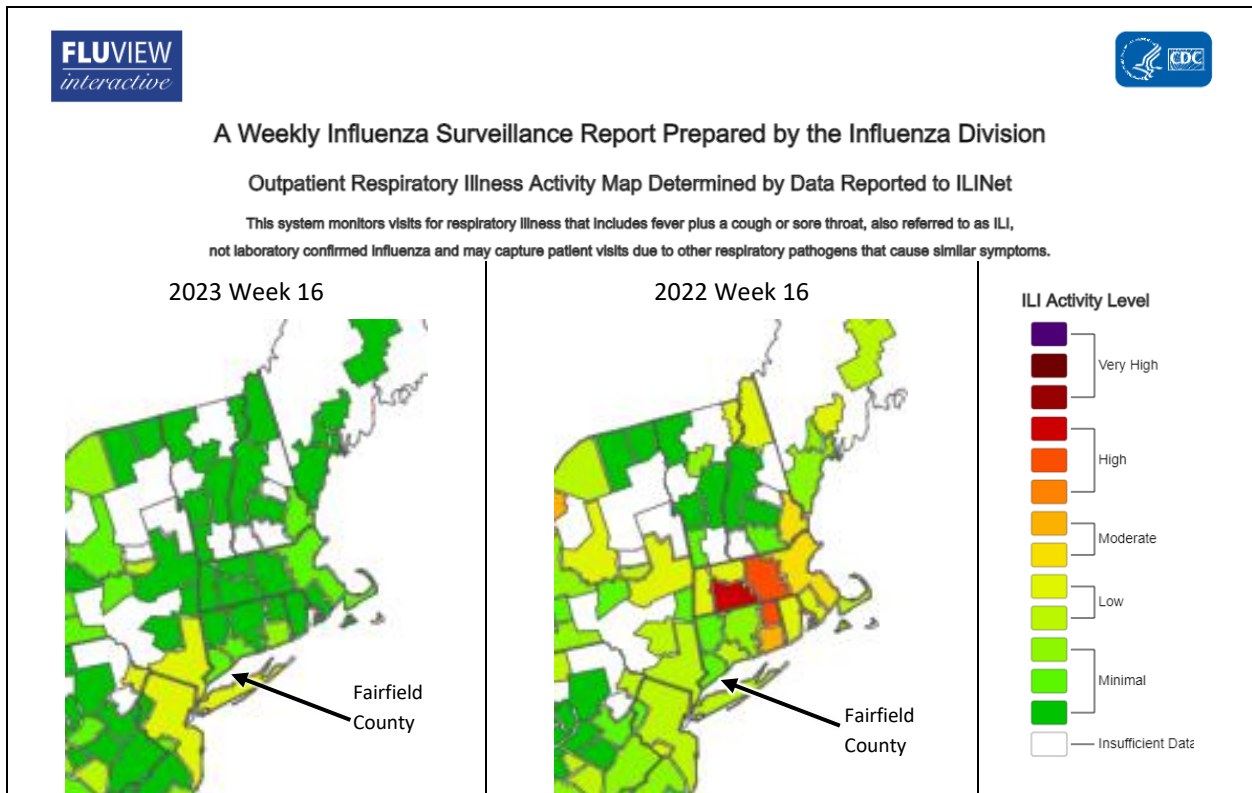 FLUVIEW
interactive
CDC
A Weekly Influenza Surveillance Report Prepared by the Influenza Division
Outpatient Respiratory Illness Activity Map Determined by Data Reported to ILINet
This system monitors visits for respiratory illness that includes fever plus a cough or sore throat, also referred to as ILI,
not laboratory confirmed influenza and may capture patient visits due to other respiratory pathogens that cause similar symptoms.
2023 Week 16
Fairfield
County
2022 Week 16
Fairfield
County
ILI Activity Level
Very High
High
Moderate
Low
Minimal
Insufficient Data